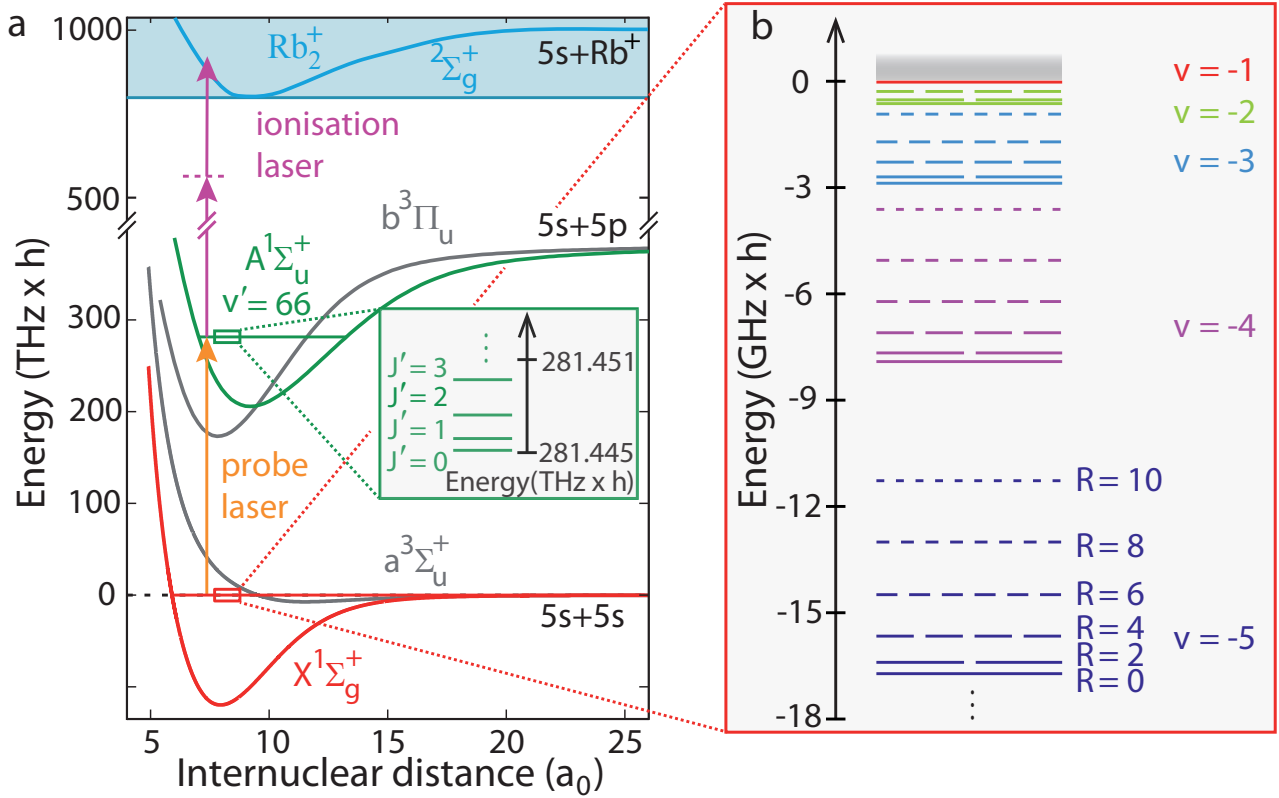 a
1000
500
300
200
100
0
Energy (THz x h)
Rb₂⁺
²Σg⁺
5s+Rb⁺
ionisation
laser
b³Πu
5s+5p
A¹Σu⁺
v′= 66
J′= 3
J′= 2
J′= 1
J′= 0
281.451
281.445
Energy(THz x h)
probe
laser
a³Σu⁺
5s+5s
X¹Σg⁺
5
10
15
20
25
Internuclear distance (a₀)
b
0
-3
-6
-9
-12
-15
-18
Energy (GHz x h)
v = -1
v = -2
v = -3
v = -4
R = 10
R = 8
R = 6
R = 4
v = -5
R = 2
R = 0